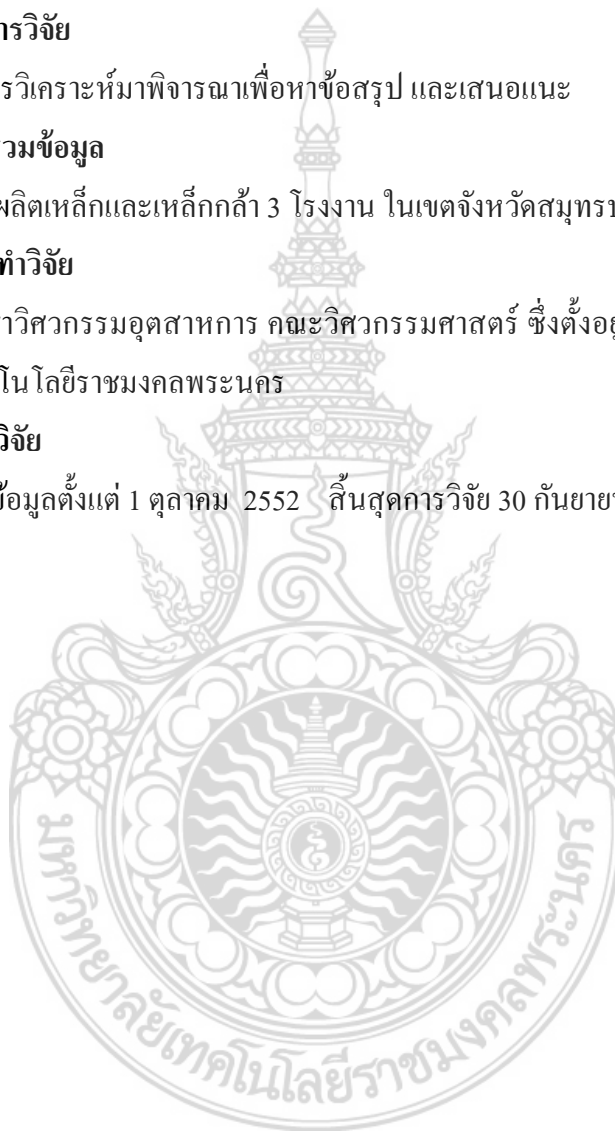 ารวิจัย
รวิเคราะห์มาพิจารณาเพื่อหาข้อสรุป และเสนอแนะ
รวมข้อมูล
ผลิตเหล็กและเหล็กกล้า 3 โรงงาน ในเขตจังหวัดสมุทรป
ทำวิจัย
าวิศวกรรมอุตสาหการ คณะวิศวกรรมศาสตร์ ซึ่งตั้งอยู
โนโลยีราชมงคลพระนคร
วิจัย
ข้อมูลตั้งแต่ 1 ตุลาคม 2552 สิ้นสุดการวิจัย 30 กันยาย
มหาวิทยาลัยเทคโนโลยีราชมงคลพระนคร